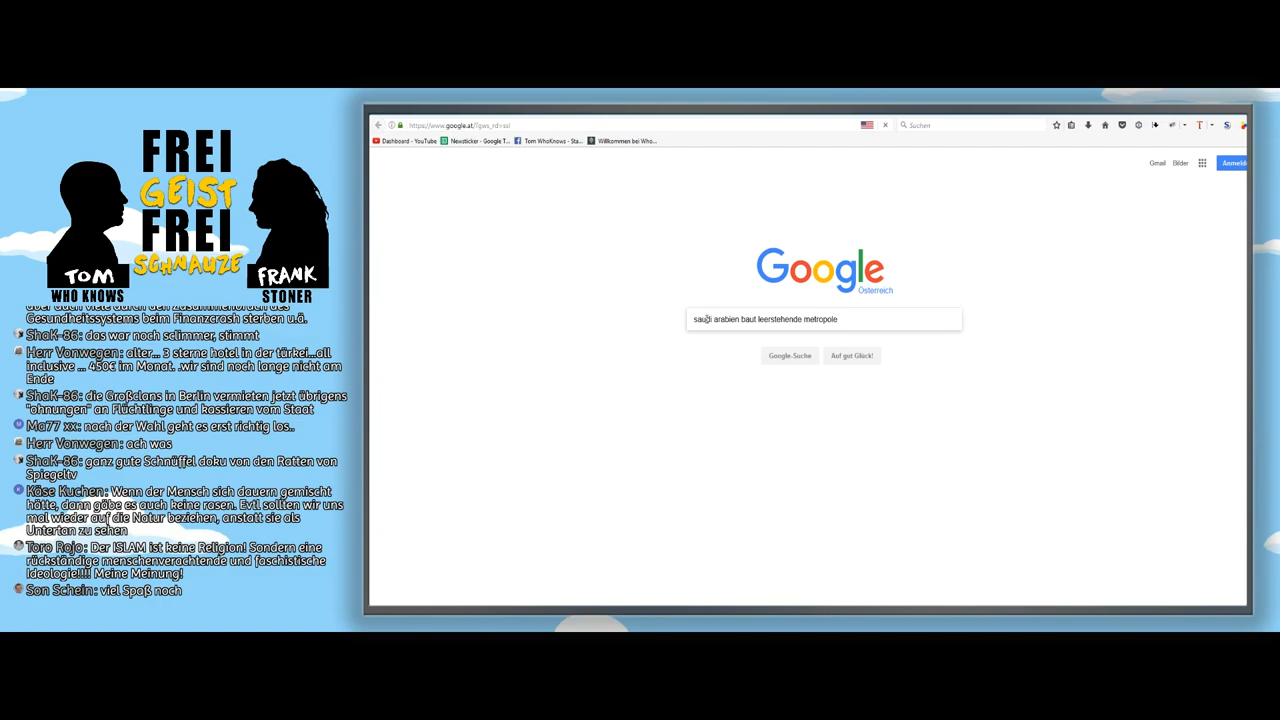 FREI
GEIST
FREI
SCHNAUZE
TOM
WHO KNOWS
FRANK
STONER
Gesundheitssystems beim Finanzcrash sterben u.ä.
ShaK-86: das war noch sclimmer, stimmt
Herr Vonwegen: alter... 3 sterne hotel in der türkei...all
inclusive ... 450€ im Monat. .wir sind noch lange nicht am
Ende
ShaK-86: die Großclans in Berlin vermieten jetzt übrigens
"ohnungen" an Flüchtlinge und kassieren vom Staat
Ma77 xx: nach der Wahl geht es erst richtig los..
Herr Vonwegen: ach was
ShaK-86: ganz gute Schnüffel doku von den Ratten von
Spiegeltv
Käse Kuchen: Wenn der Mensch sich dauern gemischt
hätte, dann gäbe es auch keine rasen. Evtl sollten wir uns
mal wieder auf die Natur beziehen, anstatt sie als
Untertan zu sehen
Toro Rojo: Der ISLAM ist keine Religion! Sondern eine
rückständige menschenverachtende und faschistische
Ideologie!!!! Meine Meinung!
Son Schein: viel Spaß noch
https://www.google.at/?gws_rd=ssl
Suchen
Dashboard - YouTube
Newsticker - Google T...
Tom WhoKnows - Sta...
Willkommen bei Who...
Gmail
Bilder
Anmelde
Google
Österreich
saudi arabien baut leerstehende metropole
Google-Suche
Auf gut Glück!